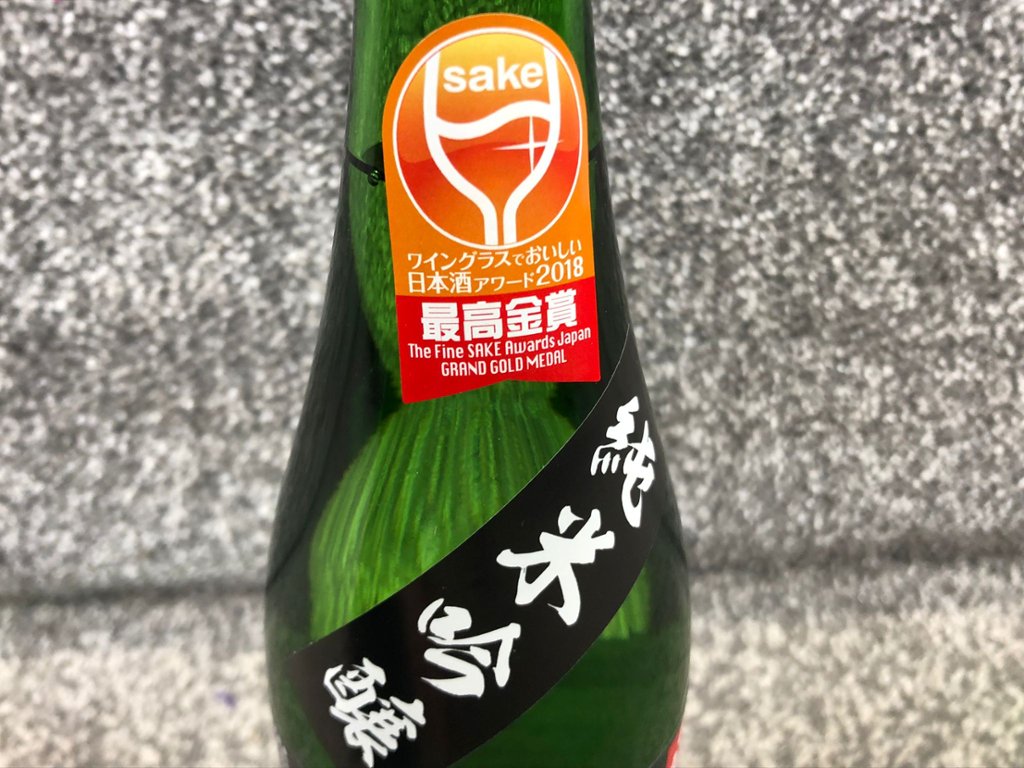 sake
ワイングラスでおいしい
日本酒アワード2018
最高金賞
The Fine SAKE Awards Japan
GRAND GOLD MEDAL
純米吟醸